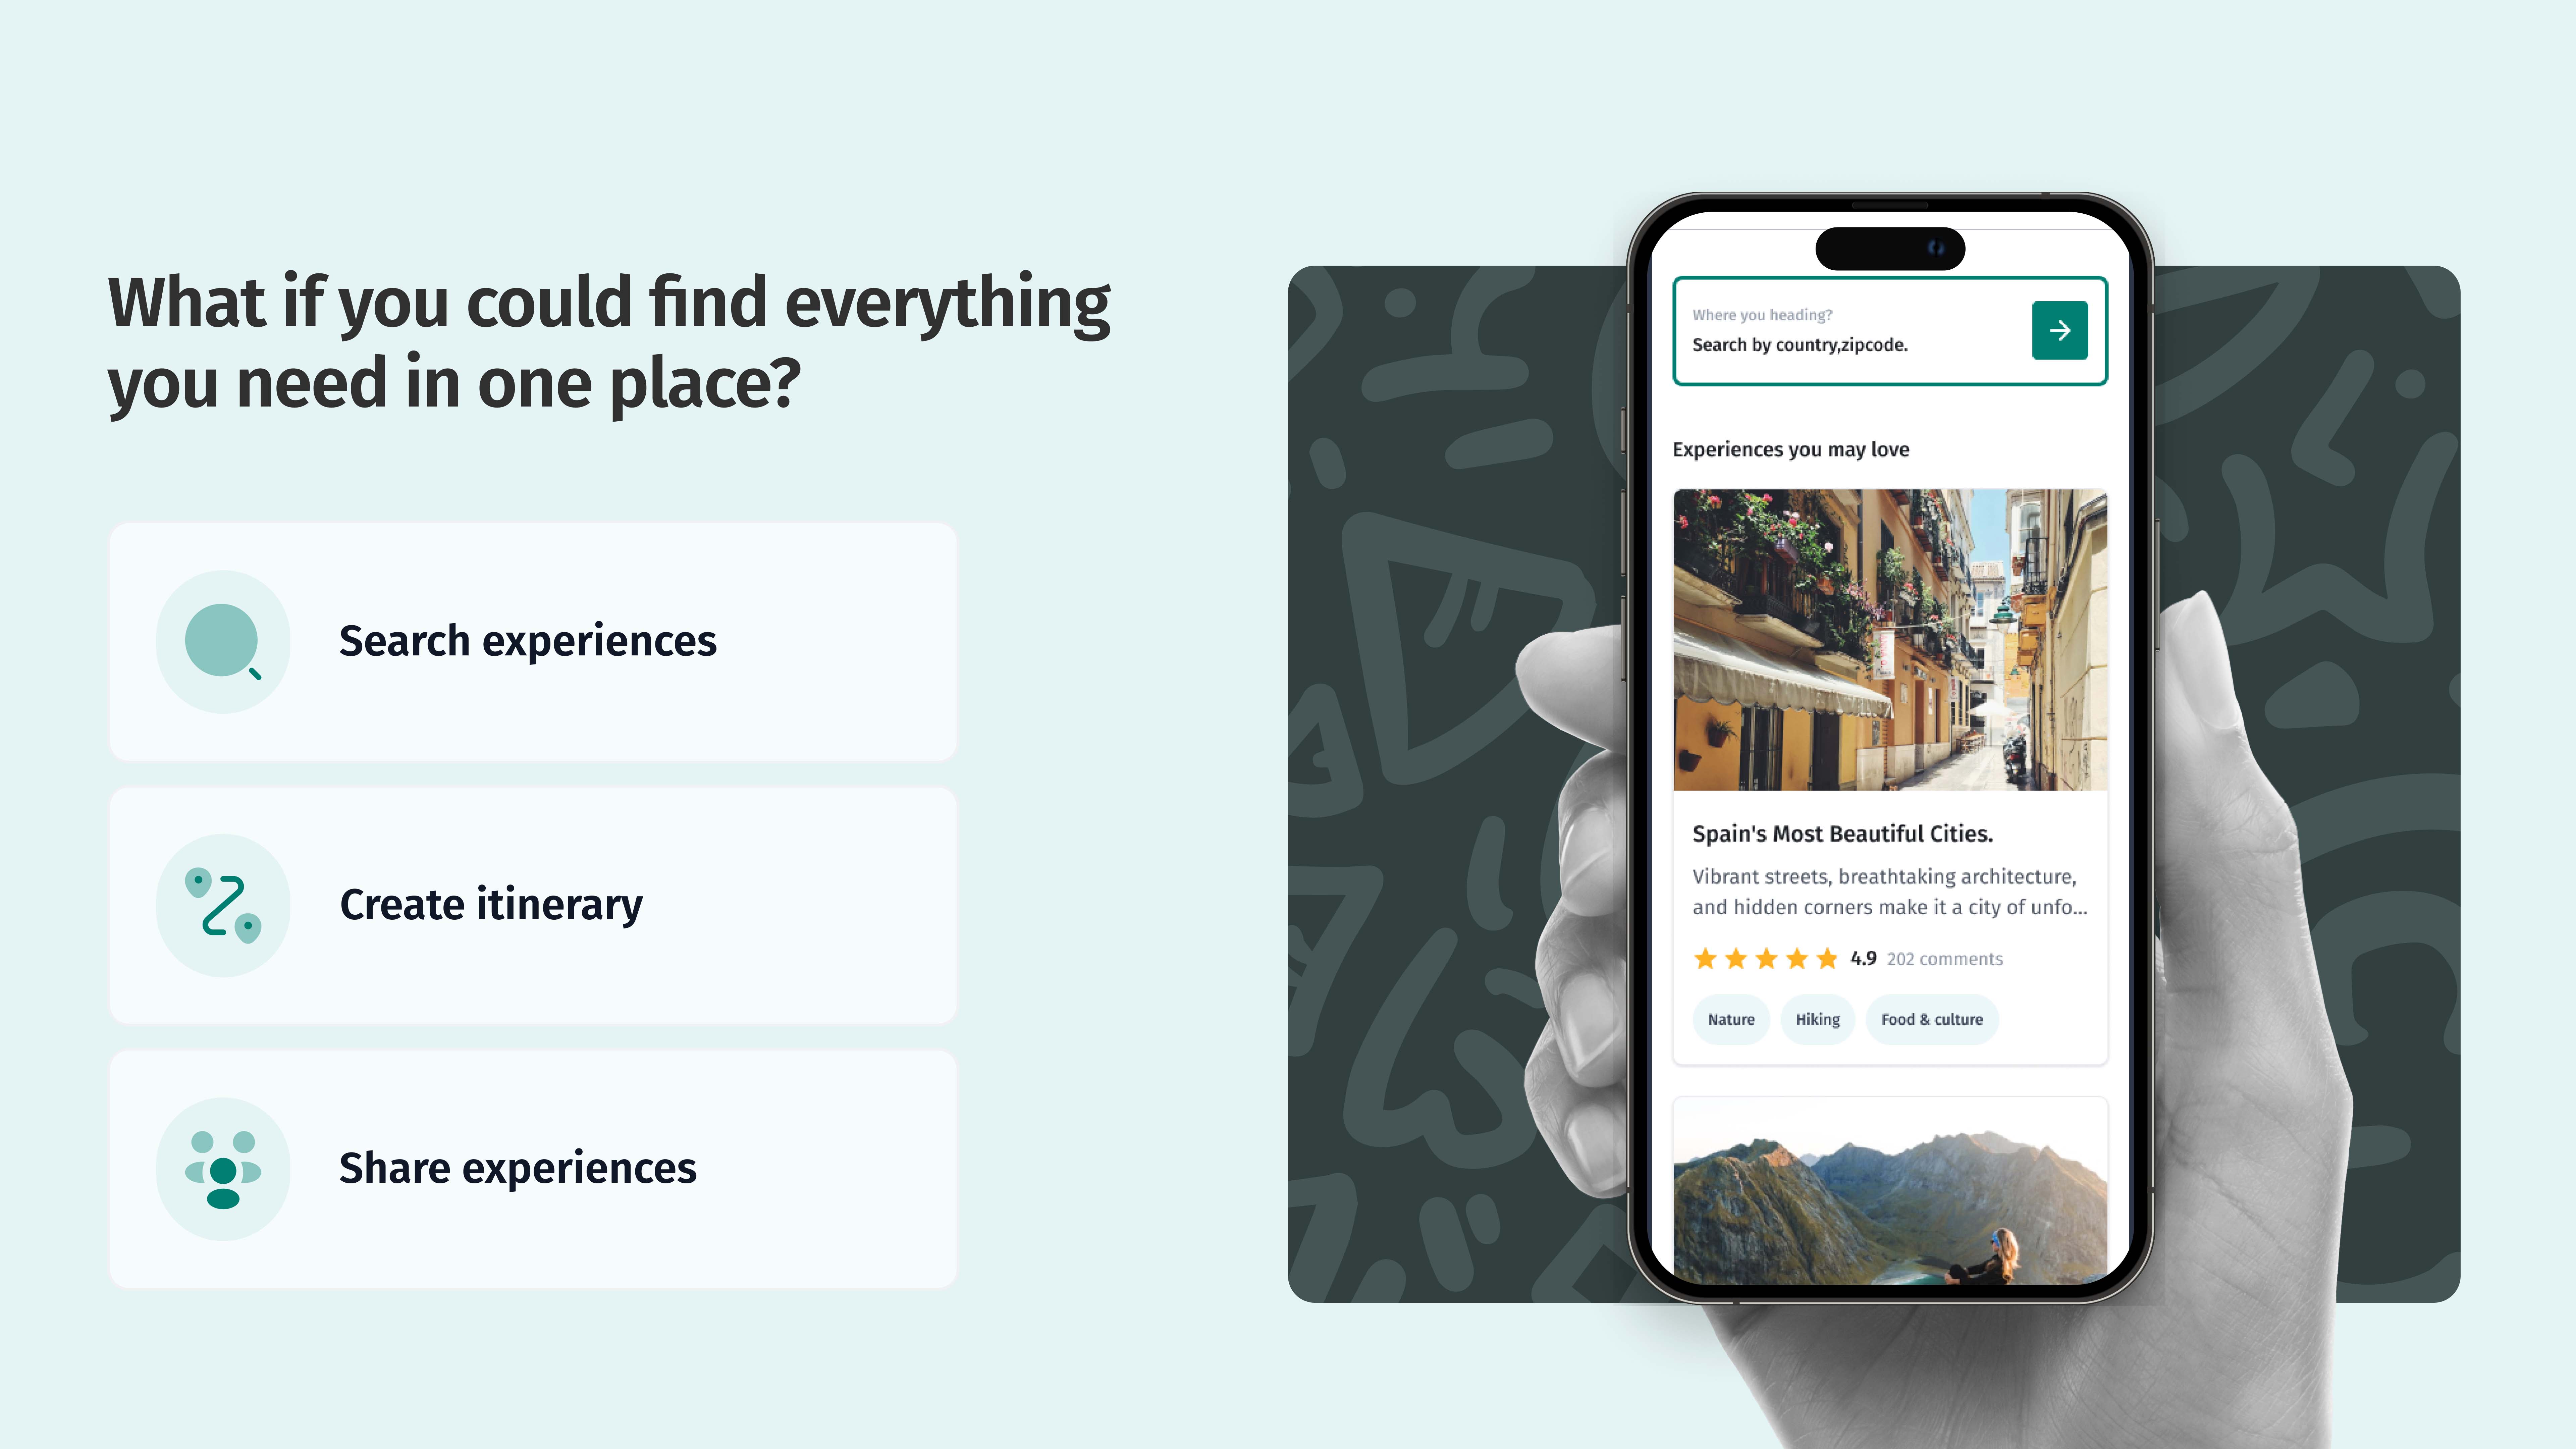 What if you could find everything
you need in one place?
Search experiences
Create itinerary
Share experiences
Where you heading?
Search by country,zipcode.
Experiences you may love
Spain's Most Beautiful Cities.
Vibrant streets, breathtaking architecture,
and hidden corners make it a city of unfo...
4.9 202 comments
Nature Hiking Food & culture